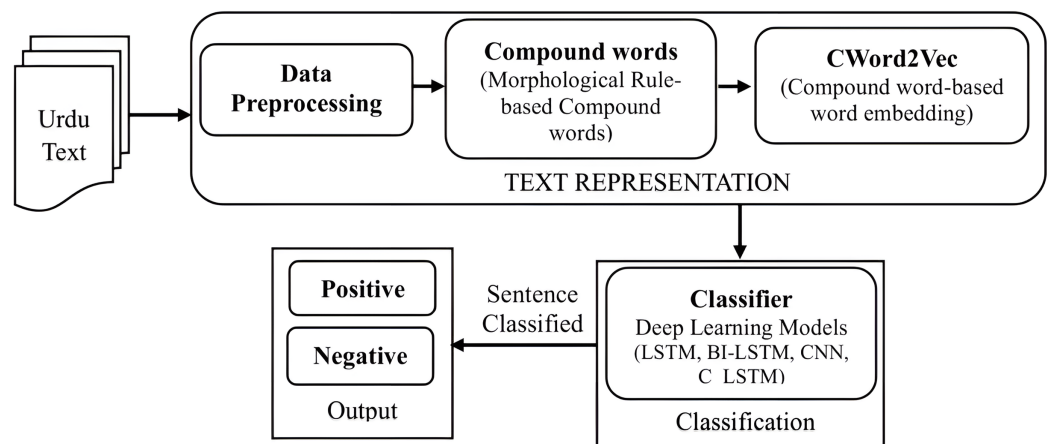 Urdu
Text
Data
Preprocessing
Compound words
(Morphological Rule-
based Compound
words)
CWord2Vec
(Compound word-based
word embedding)
TEXT REPRESENTATION
Classifier
Deep Learning Models
(LSTM, BI-LSTM, CNN,
C_LSTM)
Classification
Sentence
Classified
Positive
Negative
Output